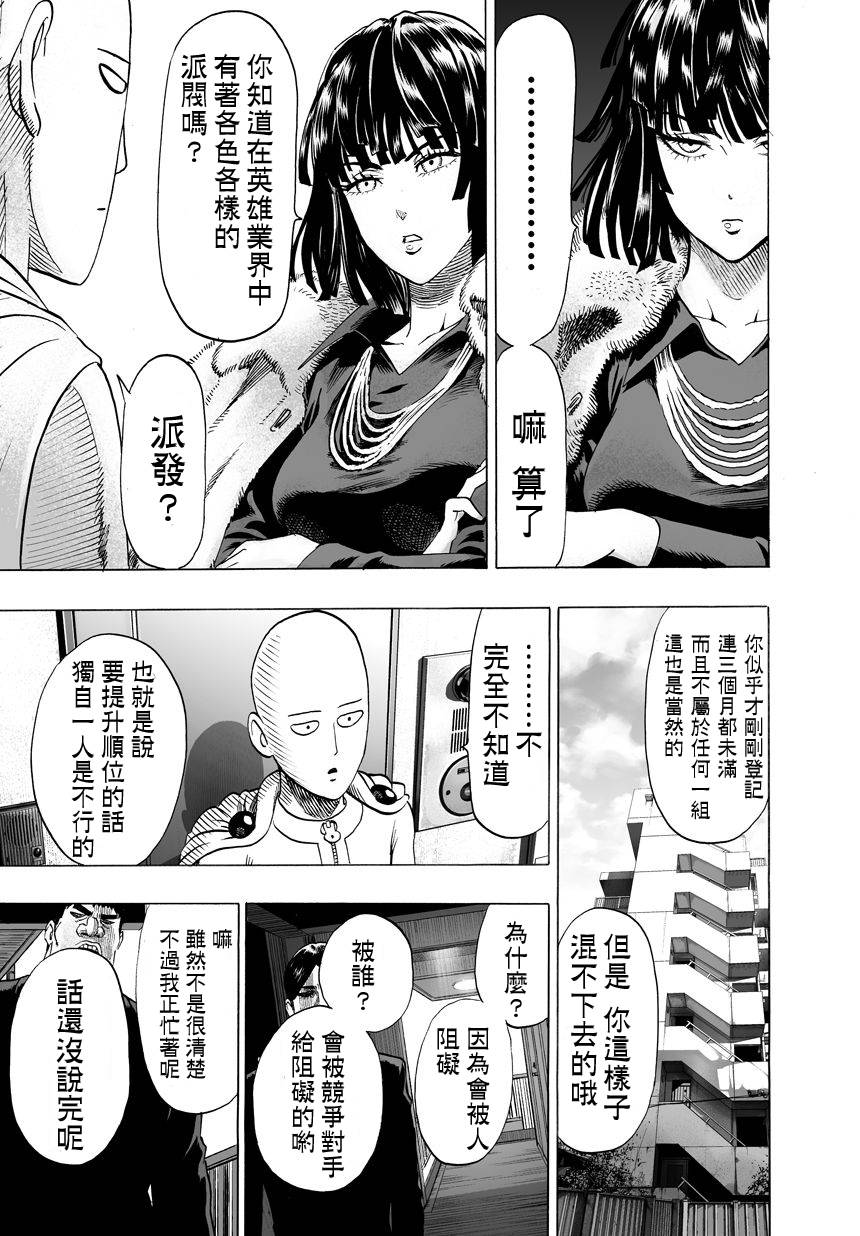 …………
嘛 算了
你知道在英雄業界中
有著各色各樣的
派閥嗎？
派發？
你似乎才剛剛登記
連三個月都未滿
而且不屬於任何一組
這也是當然的
但是 你這樣子
混不下去的哦
………不
完全不知道
也就是說
要提升順位的話
獨自一人是不行的
為什麼？
因為會被人
阻礙
被誰？
會被競爭對手
給阻礙的喲
嘛
雖然不是很清楚
不過我正忙著呢
話還沒說完呢